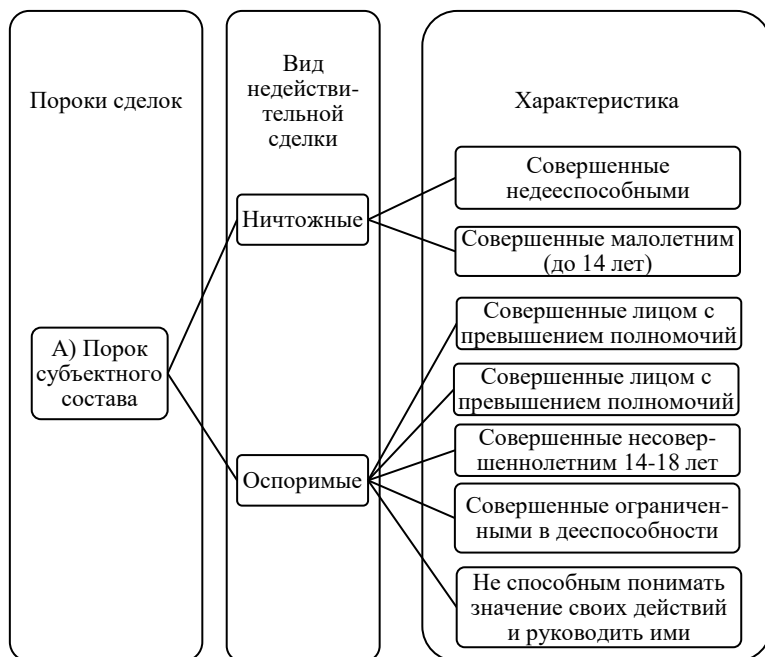 Пороки сделок
Вид
недействи-
тельной
сделки
Характеристика
А) Порок
субъектного
состава
Ничтожные
Оспоримые
Совершенные
недееспособными
Совершенные малолетним
(до 14 лет)
Совершенные лицом с
превышением полномочий
Совершенные лицом с
превышением полномочий
Совершенные несовер-
шеннолетним 14-18 лет
Совершенные ограничен-
ными в дееспособности
Не способным понимать
значение своих действий
и руководить ими